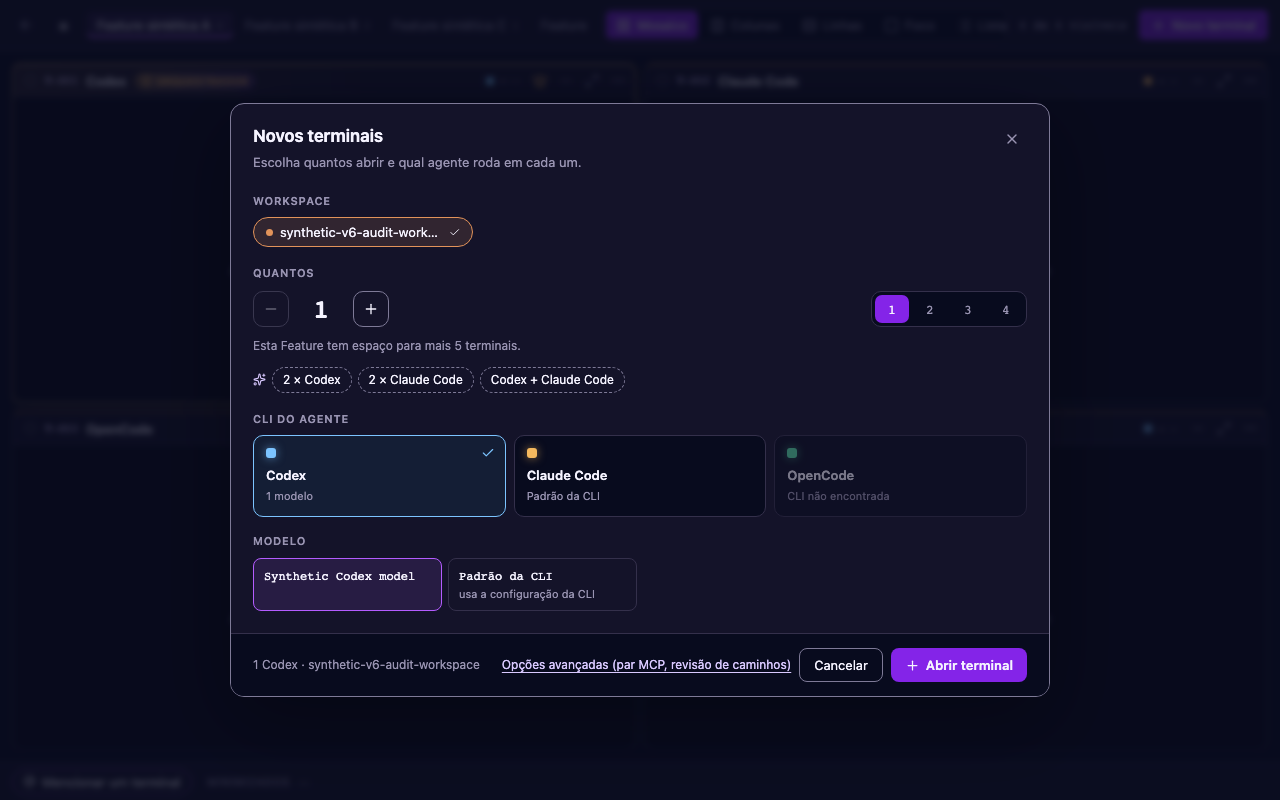 Novos terminais
Escolha quantos abrir e qual agente roda em cada um.
WORKSPACE
synthetic-v6-audit-work...
QUANTOS
1
1 2 3 4
Esta Feature tem espaço para mais 5 terminais.
2 × Codex
2 × Claude Code
Codex + Claude Code
CLI DO AGENTE
Codex
1 modelo
Claude Code
Padrão da CLI
OpenCode
CLI não encontrada
MODELO
Synthetic Codex model
Padrão da CLI
usa a configuração da CLI
1 Codex · synthetic-v6-audit-workspace
Opções avançadas (par MCP, revisão de caminhos)
Cancelar
Abrir terminal